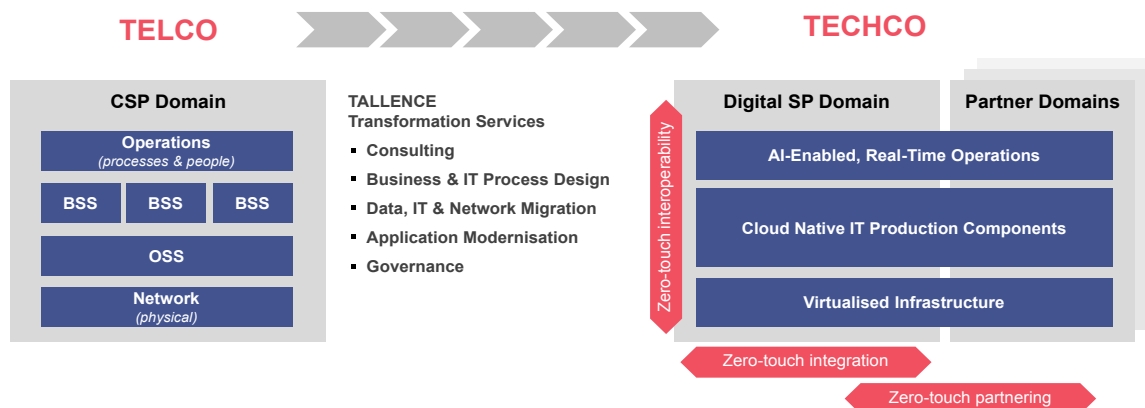 TELCO
TECHCO
CSP Domain
Operations
(processes & people)
BSS
BSS
BSS
OSS
Network
(physical)
TALLENCE
Transformation Services
▪ Consulting
▪ Business & IT Process Design
▪ Data, IT & Network Migration
▪ Application Modernisation
▪ Governance
Zero-touch interoperability
Digital SP Domain
Partner Domains
AI-Enabled, Real-Time Operations
Cloud Native IT Production Components
Virtualised Infrastructure
Zero-touch integration
Zero-touch partnering